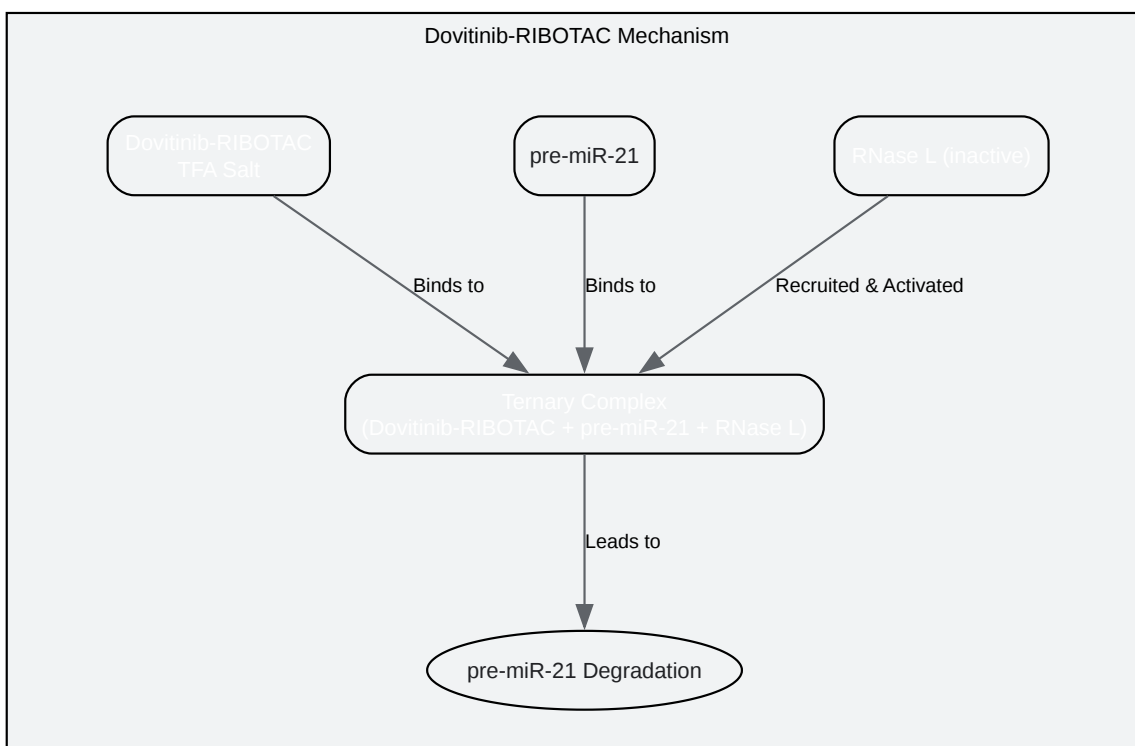 Dovitinib-RIBOTAC Mechanism
Dovitinib-RIBOTAC
TFA Salt
pre-miR-21
RNase L (inactive)
Binds to
Binds to
Recruited & Activated
Ternary Complex
(Dovitinib-RIBOTAC + pre-miR-21 + RNase L)
Leads to
pre-miR-21 Degradation